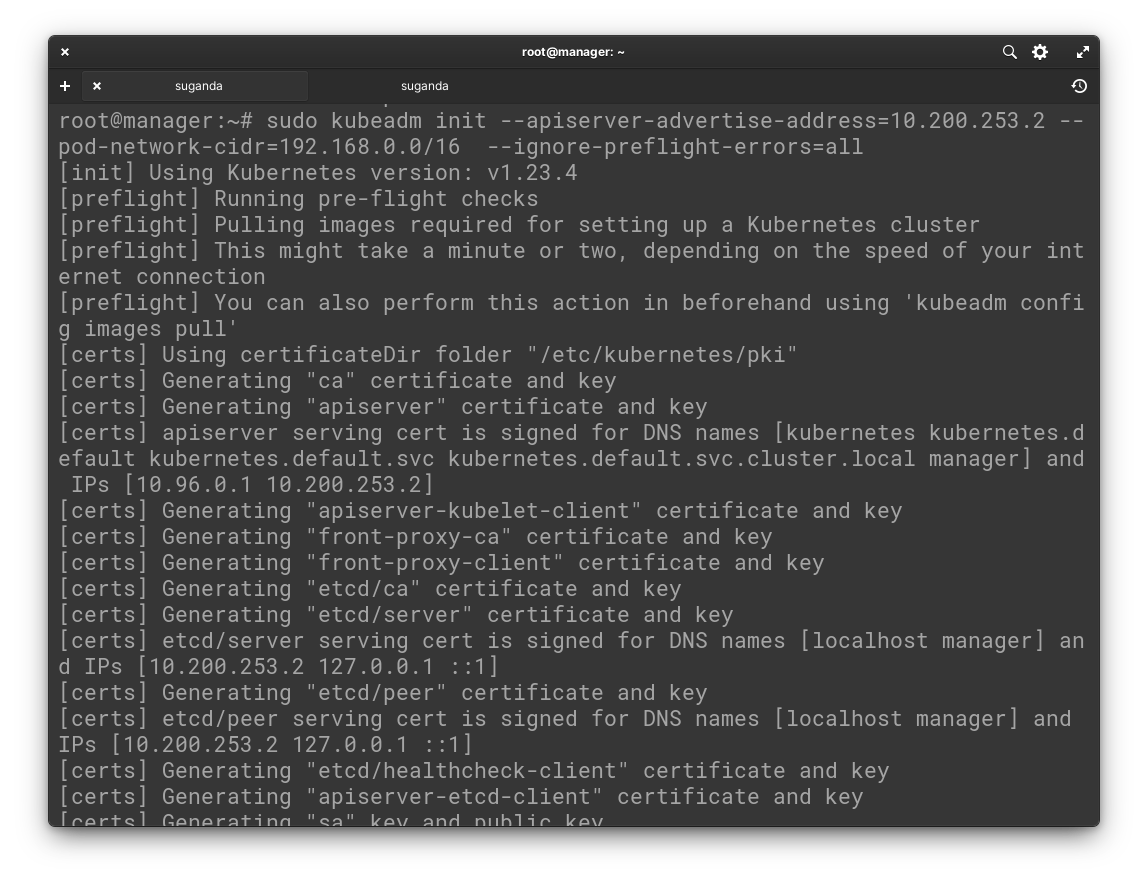 root@manager: ~
suganda
suganda
root@manager:~# sudo kubeadm init --apiserver-advertise-address=10.200.253.2 --
pod-network-cidr=192.168.0.0/16  --ignore-preflight-errors=all
[init] Using Kubernetes version: v1.23.4
[preflight] Running pre-flight checks
[preflight] Pulling images required for setting up a Kubernetes cluster
[preflight] This might take a minute or two, depending on the speed of your int
ernet connection
[preflight] You can also perform this action in beforehand using 'kubeadm confi
g images pull'
[certs] Using certificateDir folder "/etc/kubernetes/pki"
[certs] Generating "ca" certificate and key
[certs] Generating "apiserver" certificate and key
[certs] apiserver serving cert is signed for DNS names [kubernetes kubernetes.d
efault kubernetes.default.svc kubernetes.default.svc.cluster.local manager] and
 IPs [10.96.0.1 10.200.253.2]
[certs] Generating "apiserver-kubelet-client" certificate and key
[certs] Generating "front-proxy-ca" certificate and key
[certs] Generating "front-proxy-client" certificate and key
[certs] Generating "etcd/ca" certificate and key
[certs] Generating "etcd/server" certificate and key
[certs] etcd/server serving cert is signed for DNS names [localhost manager] an
d IPs [10.200.253.2 127.0.0.1 ::1]
[certs] Generating "etcd/peer" certificate and key
[certs] etcd/peer serving cert is signed for DNS names [localhost manager] and
IPs [10.200.253.2 127.0.0.1 ::1]
[certs] Generating "etcd/healthcheck-client" certificate and key
[certs] Generating "apiserver-etcd-client" certificate and key
[certs] Generating "sa" key and public key